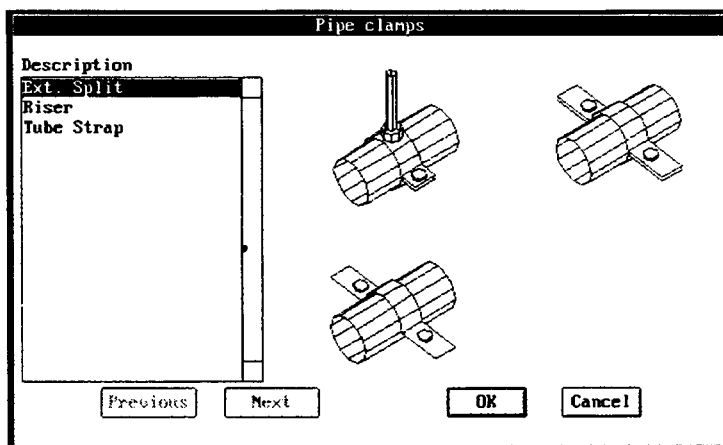 Pipe clamps
Description
Ext. Split
Riser
Tube Strap
Previous Next OK Cancel